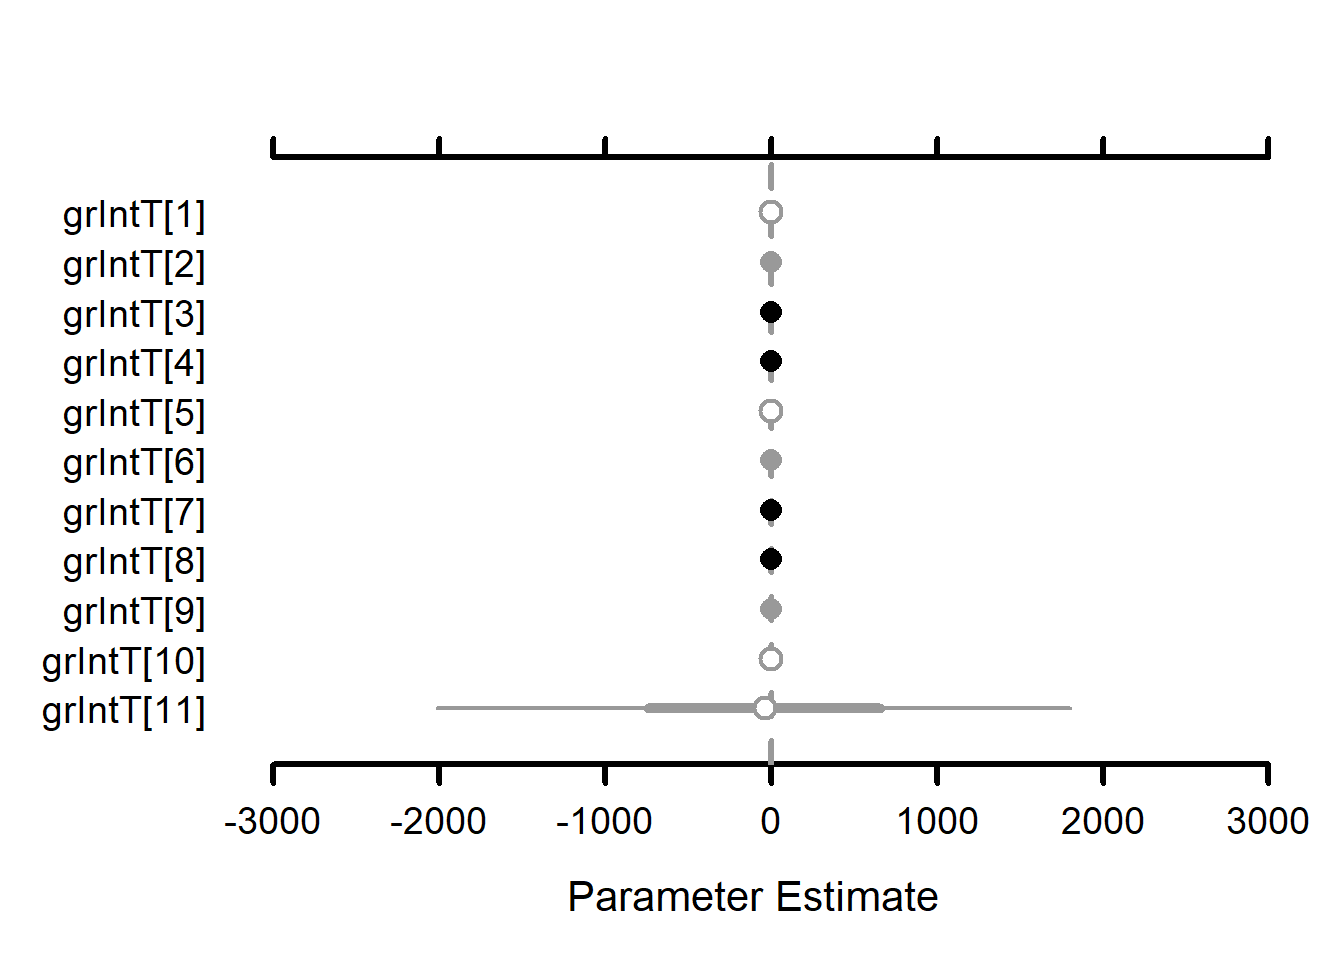 grIntT[1]
grIntT[2]
grIntT[3]
grIntT[4]
grIntT[5]
grIntT[6]
grIntT[7]
grIntT[8]
grIntT[9]
grIntT[10]
grIntT[11]
-3000 -2000 -1000 0 1000 2000 3000
Parameter Estimate